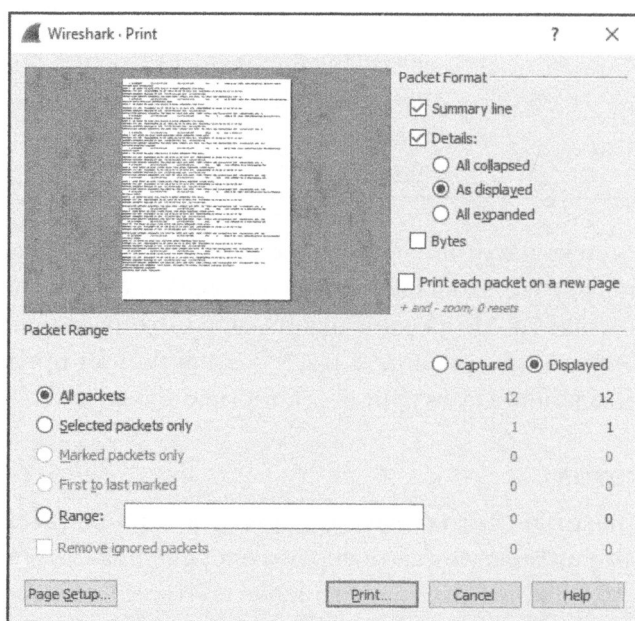 Wireshark · Print
Packet Format
Summary line
Details:
All collapsed
As displayed
All expanded
Bytes
Print each packet on a new page
+ and - zoom, 0 resets
Packet Range
Captured Displayed
All packets 12 12
Selected packets only 1 1
Marked packets only 0 0
First to last marked 0 0
Range: 0 0
Remove ignored packets 0 0
Page Setup... Print... Cancel Help